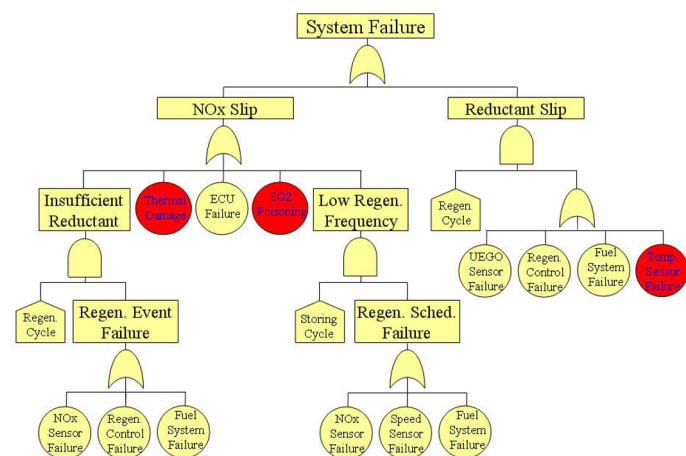 System Failure
NOx Slip
Reductant Slip
Insufficient
Reductant
Thermal
Damage
ECU
Failure
SO2
Poisoning
Low Regen.
Frequency
Regen.
Cycle
UEGO
Sensor
Failure
Regen.
Control
Failure
Fuel
System
Failure
Temp.
Sensor
Failure
Regen.
Cycle
Regen. Event
Failure
Storing
Cycle
Regen. Sched.
Failure
NOx
Sensor
Failure
Regen.
Control
Failure
Fuel
System
Failure
NOx
Sensor
Failure
Speed
Sensor
Failure
Fuel
System
Failure